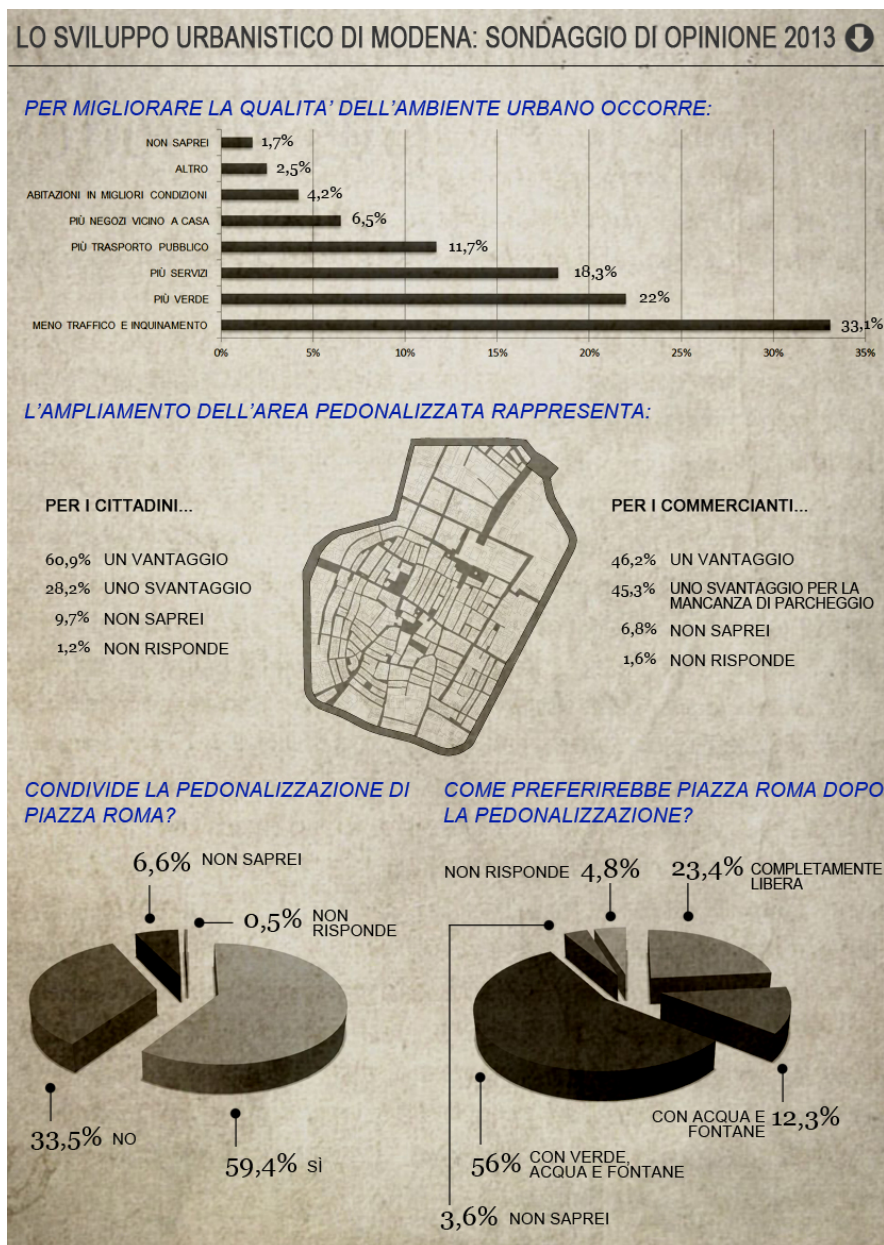 LO SVILUPPO URBANISTICO DI MODENA: SONDAGGIO DI OPINIONE 2013
PER MIGLIORARE LA QUALITA' DELL'AMBIENTE URBANO OCCORRE:
NON SAPREI 1,7%
ALTRO 2,5%
ABITAZIONI IN MIGLIORI CONDIZIONI 4,2%
PIÙ NEGOZI VICINO A CASA 6,5%
PIÙ TRASPORTO PUBBLICO 11,7%
PIÙ SERVIZI 18,3%
PIÙ VERDE 22%
MENO TRAFFICO E INQUINAMENTO 33,1%
0% 5% 10% 15% 20% 25% 30% 35%
L'AMPLIAMENTO DELL'AREA PEDONALIZZATA RAPPRESENTA:
PER I CITTADINI...
60,9% UN VANTAGGIO
28,2% UNO SVANTAGGIO
9,7% NON SAPREI
1,2% NON RISPONDE
PER I COMMERCIANTI...
46,2% UN VANTAGGIO
45,3% UNO SVANTAGGIO PER LA
MANCANZA DI PARCHEGGIO
6,8% NON SAPREI
1,6% NON RISPONDE
CONDIVIDE LA PEDONALIZZAZIONE DI
PIAZZA ROMA?
6,6% NON SAPREI
0,5% NON
RISPONDE
33,5% NO
59,4% SÌ
COME PREFERIREBBE PIAZZA ROMA DOPO
LA PEDONALIZZAZIONE?
NON RISPONDE 4,8%
23,4% COMPLETAMENTE
LIBERA
CON ACQUA E
FONTANE 12,3%
56% CON VERDE,
ACQUA E FONTANE
3,6% NON SAPREI